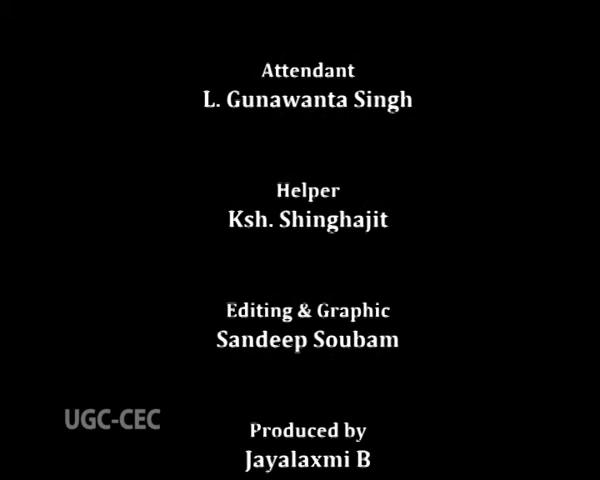 Attendant
L. Gunawanta Singh
Helper
Ksh. Shinghajit
Editing & Graphic
Sandeep Soubam
UGC-CEC
Produced by
Jayalaxmi B